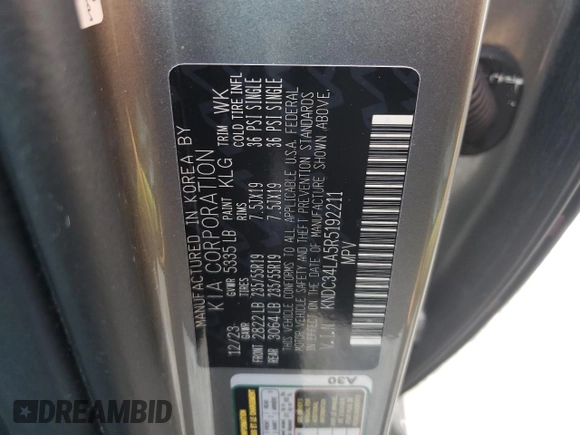 MANUFACTURED IN KOREA BY
KIA CORPORATION
12/23 GVWR 5335 LB PAINT KLG TRIM WK
GAWR TIRES RIMS COLD TIRE INFL
FRONT 2822 LB 235/55R19 7.5JX19 36 PSI SINGLE
REAR 3064 LB 235/55R19 7.5JX19 36 PSI SINGLE
THIS VEHICLE CONFORMS TO ALL APPLICABLE U.S.A. FEDERAL
MOTOR VEHICLE SAFETY AND THEFT PREVENTION STANDARDS
IN EFFECT ON THE DATE OF MANUFACTURE SHOWN ABOVE.
V.I.N : KNDC34LA5R5192211
MPV
A30
DREAMBID